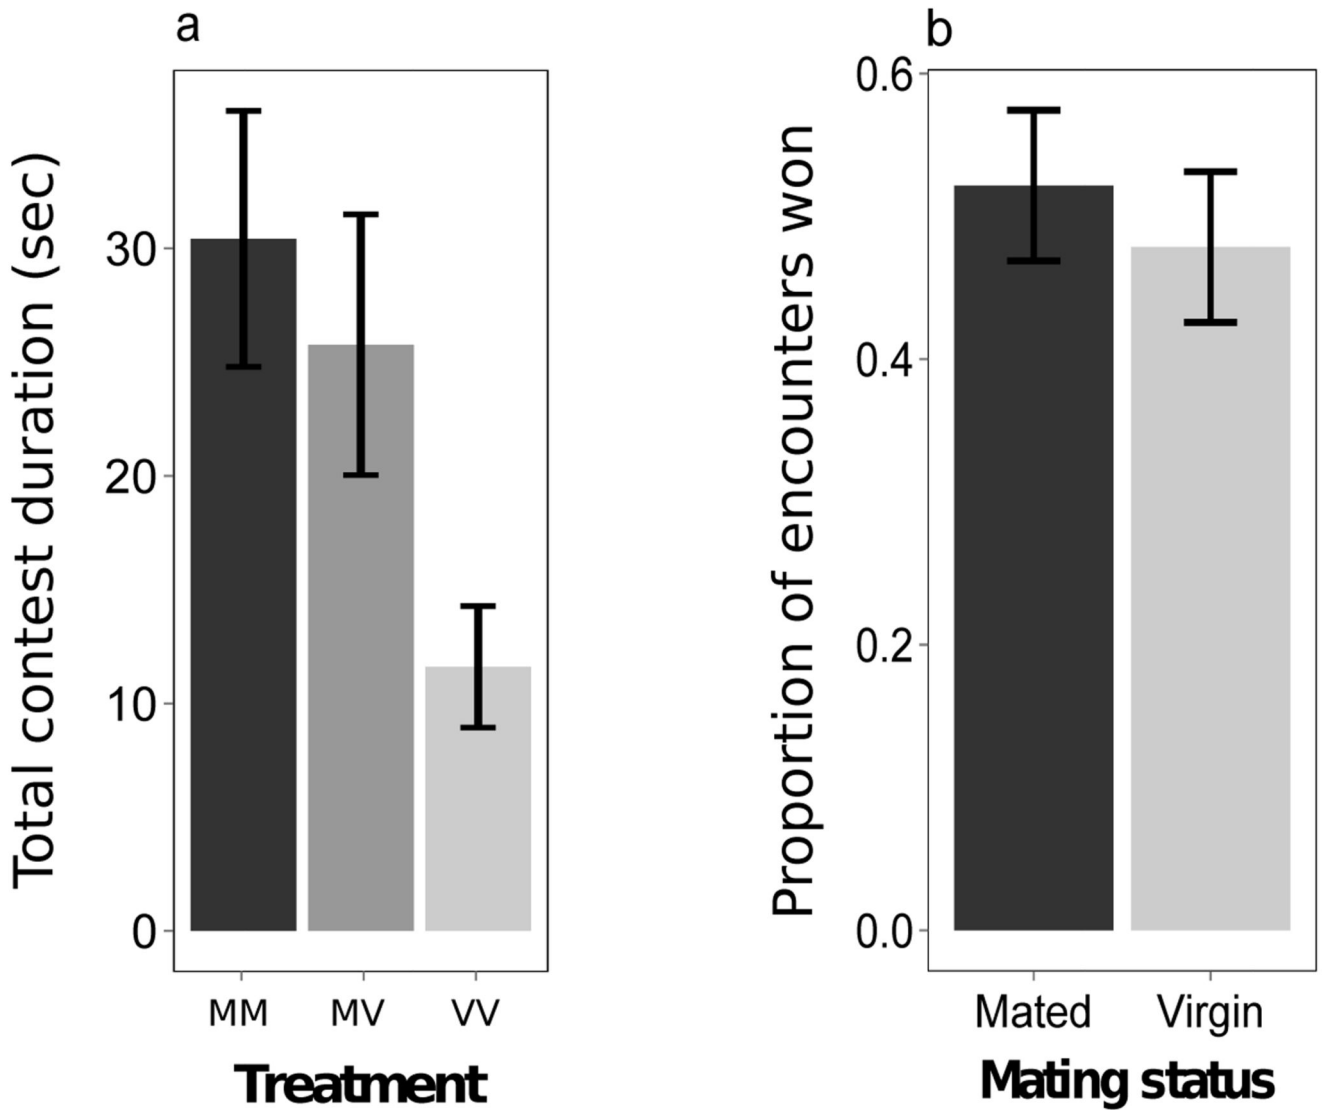 a
Total contest duration (sec)
30
20
10
0
MM MV VV
Treatment
b
Proportion of encounters won
0.6
0.4
0.2
0.0
Mated Virgin
Mating status